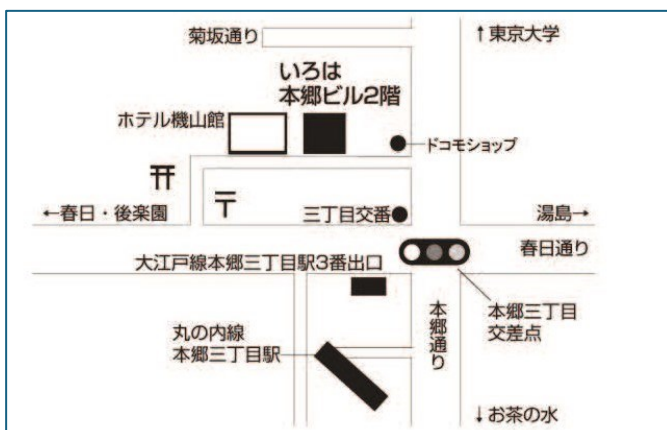 菊坂通り
↑東京大学
いろは
本郷ビル2階
ホテル機山館
ドコモショップ
〒
三丁目交番
←春日・後楽園
湯島→
春日通り
大江戸線本郷三丁目駅3番出口
本郷三丁目
交差点
本郷通り
丸の内線
本郷三丁目駅
↓お茶の水